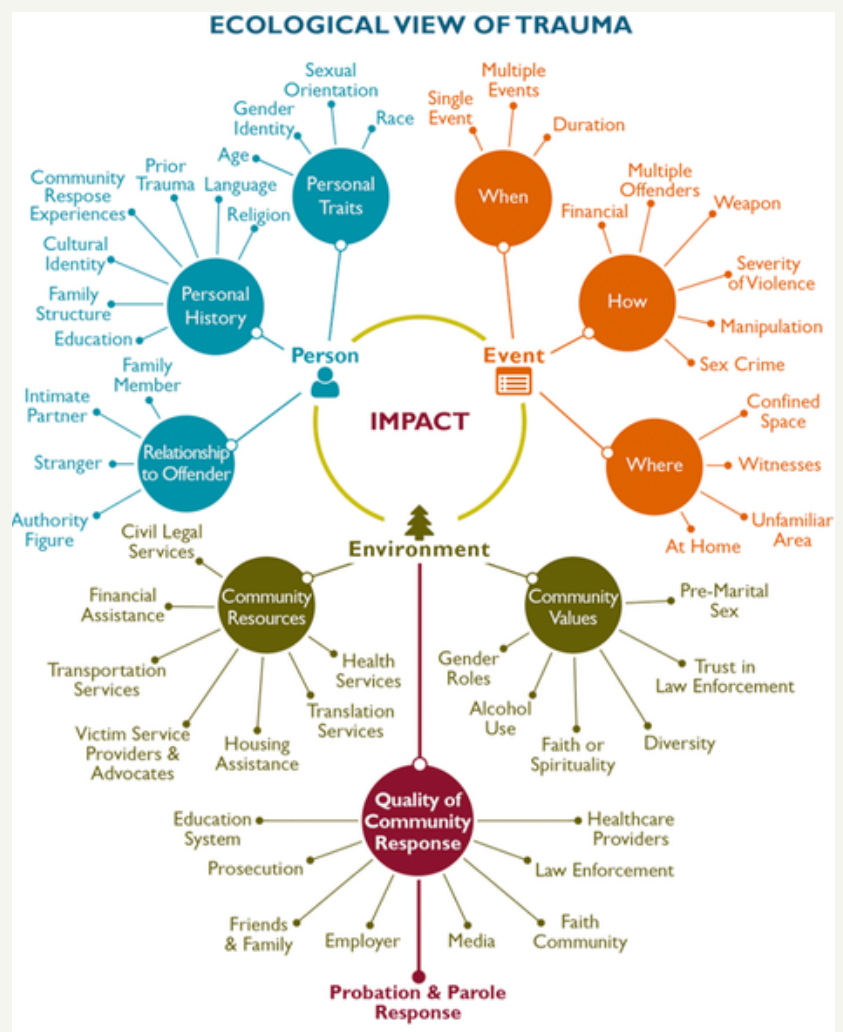 ECOLOGICAL VIEW OF TRAUMA
Sexual
Orientation
Gender
Identity
Race
Age
Personal
Traits
Prior
Trauma
Community
Respose
Experiences
Language
Religion
Cultural
Identity
Family
Structure
Education
Personal
History
Person
Family
Member
Intimate
Partner
Stranger
Authority
Figure
Relationship
to Offender
Multiple
Events
Single
Event
Duration
When
Multiple
Offenders
Financial
Weapon
Severity
of Violence
Manipulation
Sex Crime
How
Event
Confined
Space
Witnesses
Unfamiliar
Area
At Home
Where
IMPACT
Environment
Civil Legal
Services
Financial
Assistance
Transportation
Services
Victim Service
Providers &
Advocates
Housing
Assistance
Translation
Services
Health
Services
Community
Resources
Community
Values
Pre-Marital
Sex
Trust in
Law Enforcement
Diversity
Faith or
Spirituality
Alcohol
Use
Gender
Roles
Quality of
Community
Response
Education
System
Prosecution
Friends
& Family
Employer
Media
Faith
Community
Law Enforcement
Healthcare
Providers
Probation & Parole
Response